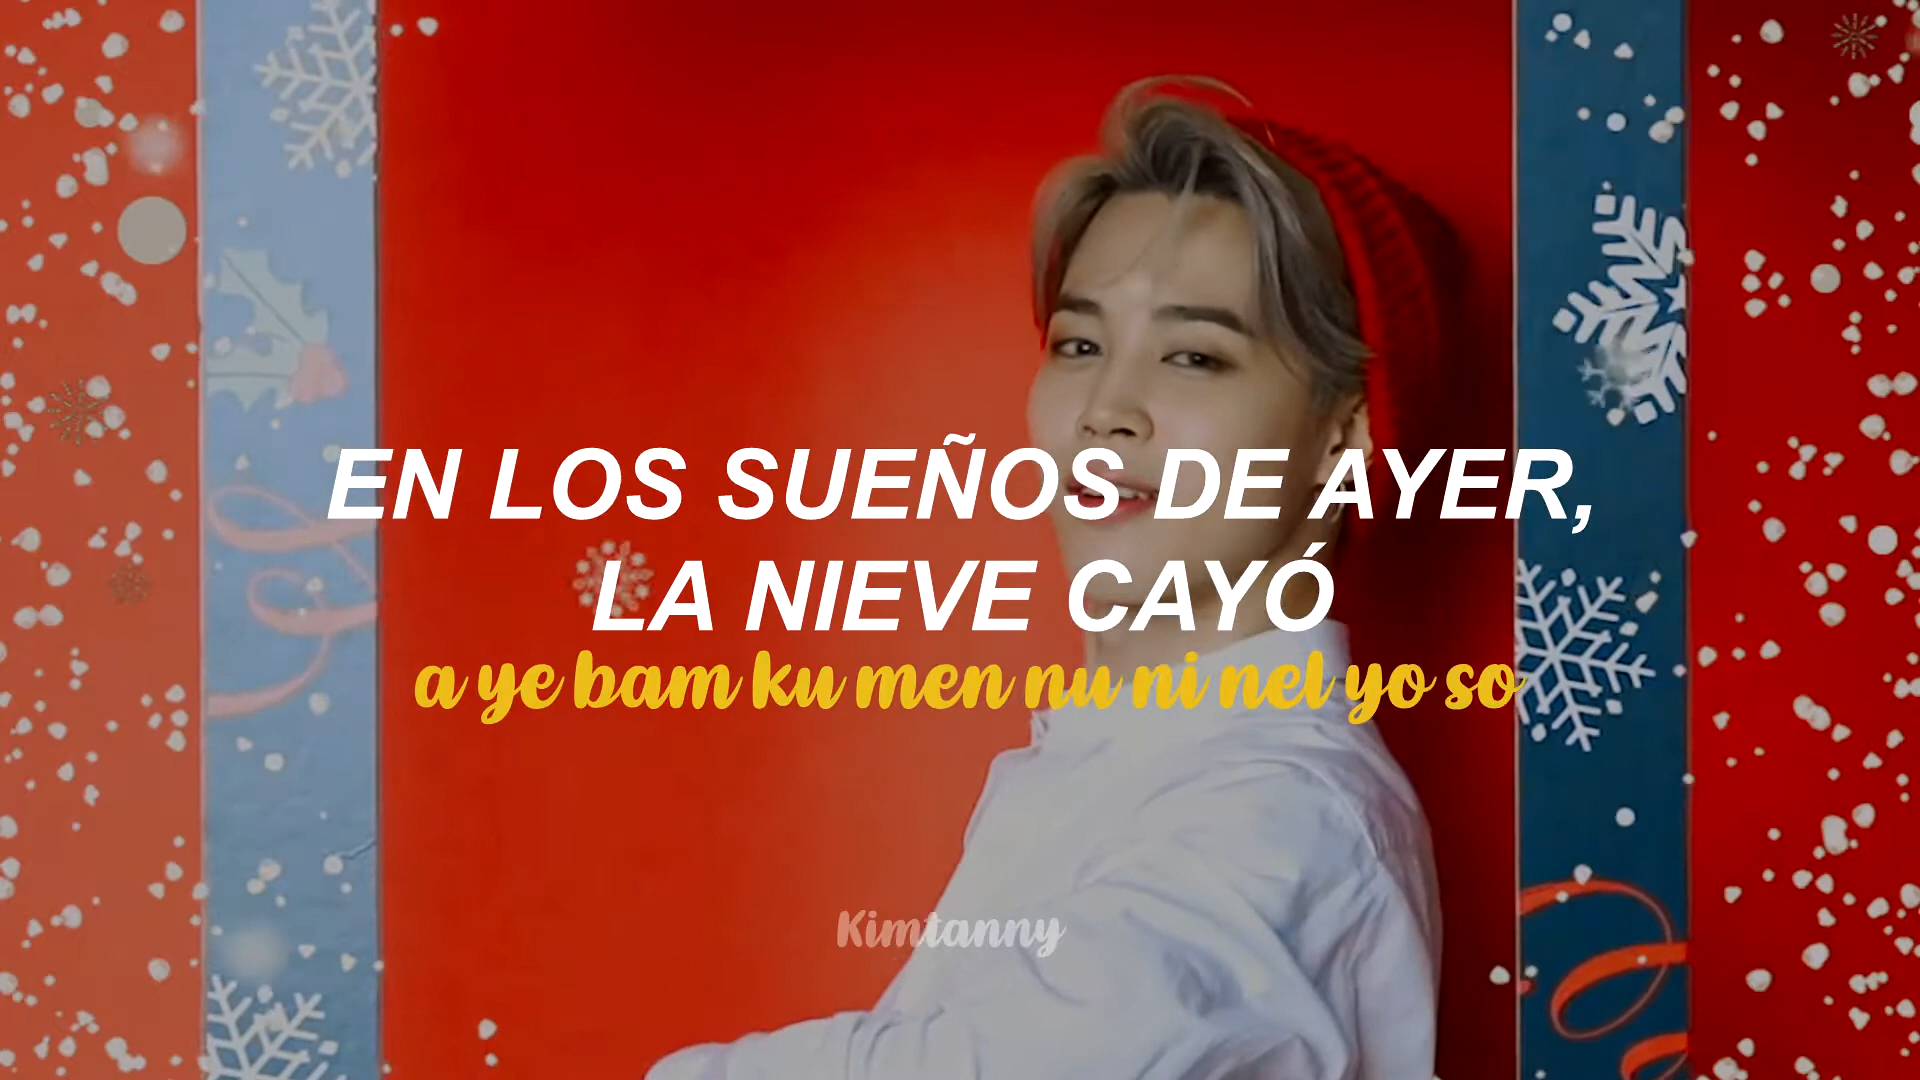 EN LOS SUEÑOS DE AYER,
LA NIEVE CAYÓ
a ye bam ku men nu ni nel yo so
Kimtanny